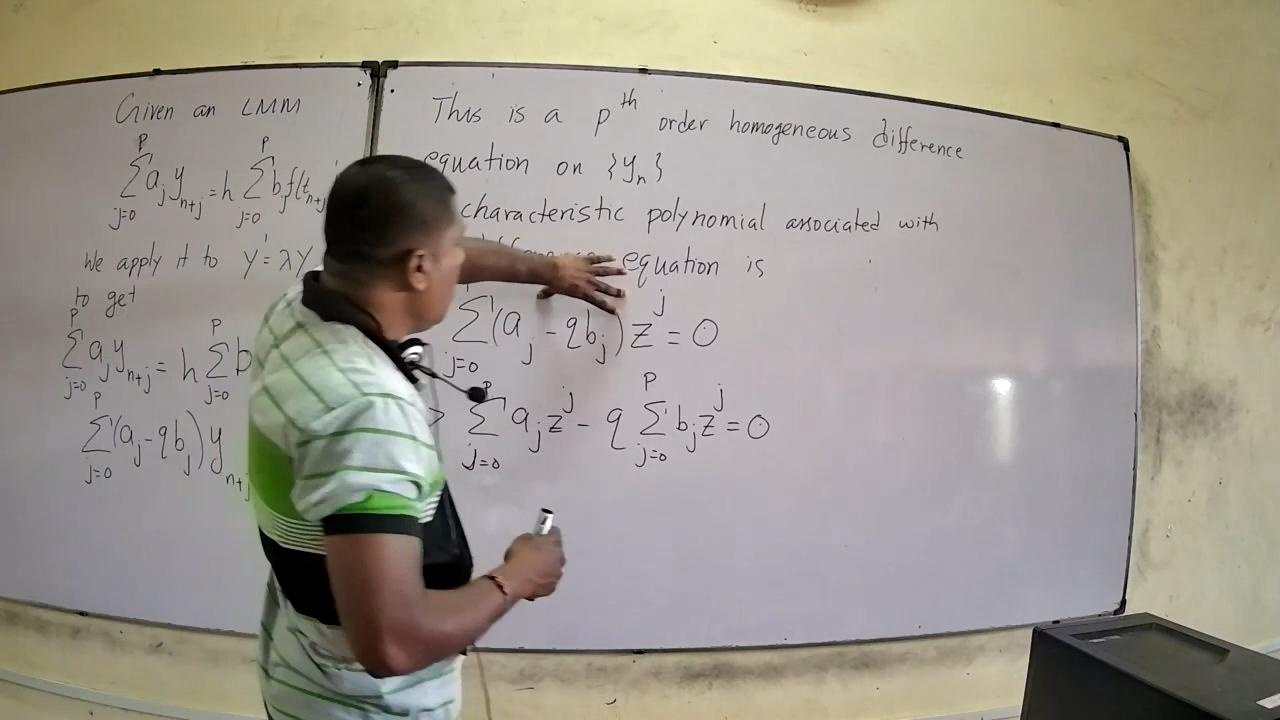 Given an LMM
∑_{j=0}^{p} a_j y_{n+j} = h ∑_{j=0}^{p} b_j f(t_{n+j}
We apply it to y' = λy
to get
∑_{j=0}^{p} a_j y_{n+j} = h ∑_{j=0}^{p} b
∑_{j=0}^{p} (a_j - qb_j) y_{n+j}
This is a p^{th} order homogeneous difference
equation on {y_n}
characteristic polynomial associated with
equation is
∑_{j=0} (a_j - qb_j) z^j = 0
∑_{j=0}^{p} a_j z^j - q ∑_{j=0}^{p} b_j z^j = 0